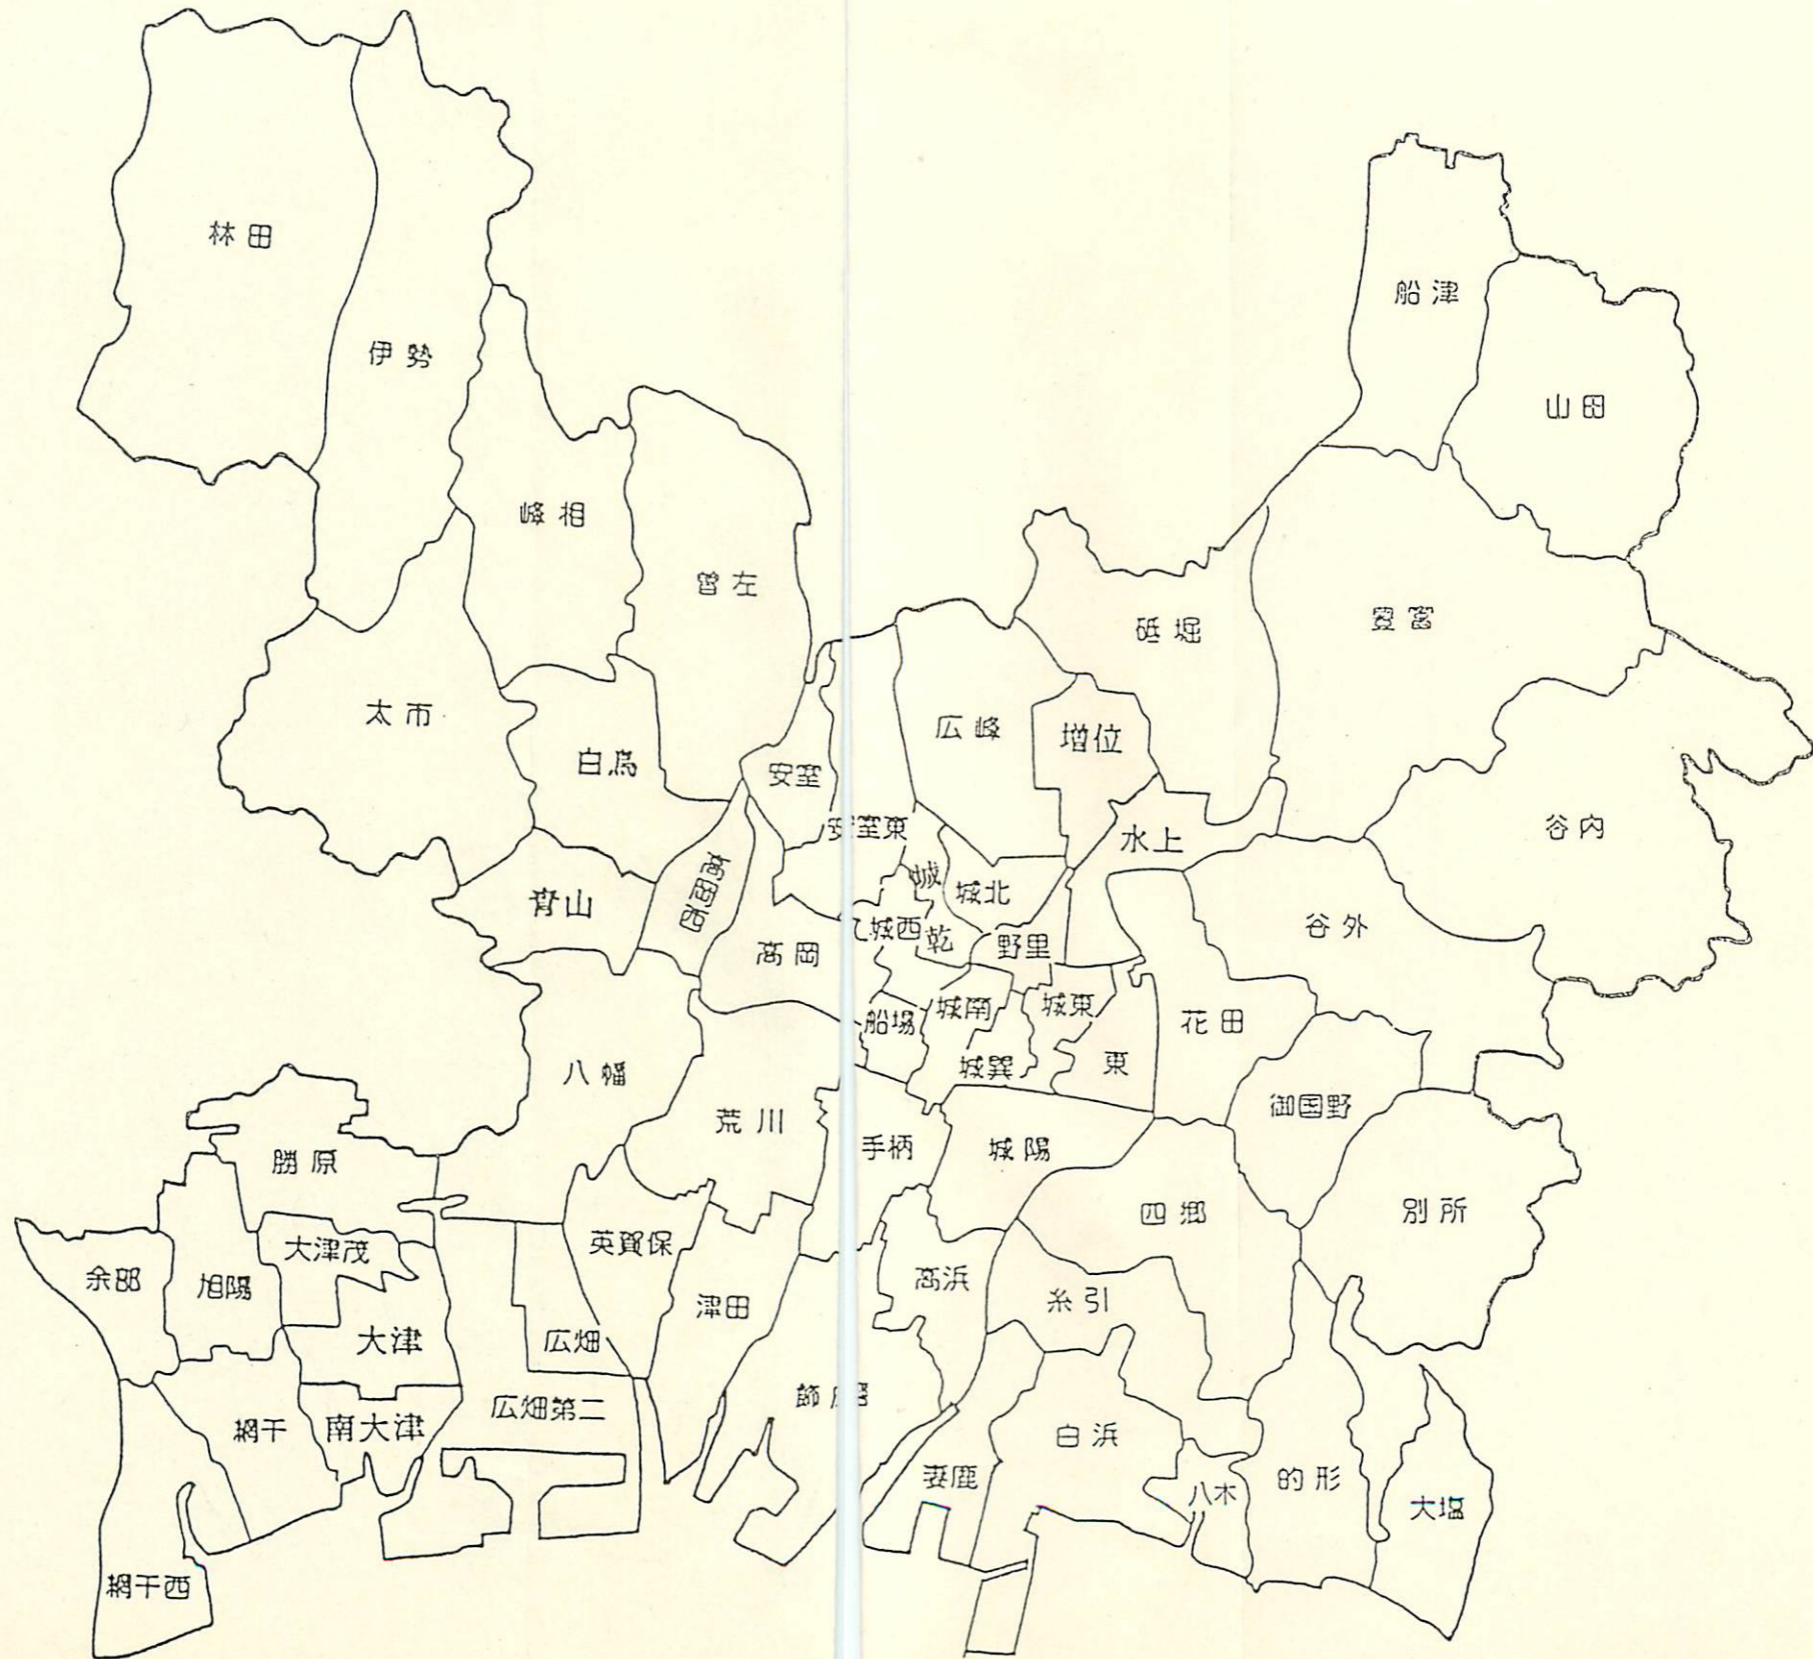 林田
伊勢
船津
山田
峰相
曽左
砥堀
豊富
太市
白鳥
安室
広峰
増位
谷内
安室東
水上
青山
高岡西
高岡
城
城北
城西
乾
野里
谷外
船場
城南
城東
花田
城巽
東
八幡
荒川
御国野
勝原
手柄
城陽
四郷
別所
余部
旭陽
大津茂
英賀保
津田
高浜
糸引
大津
広畑
網干
南大津
広畑第二
飾磨
妻鹿
白浜
八木
的形
大塩
網干西